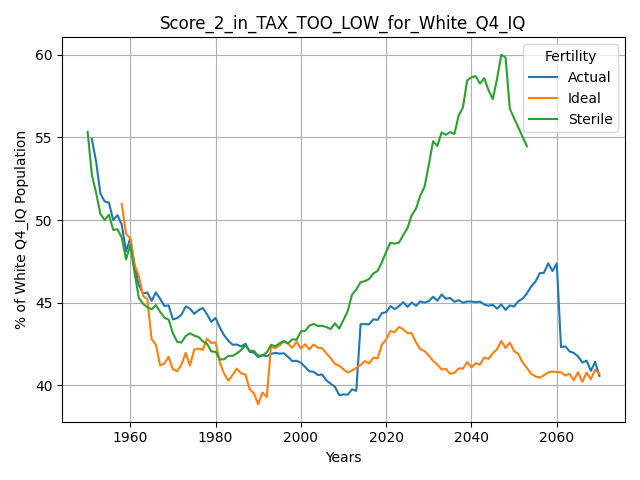 Score_2_in_TAX_TOO_LOW_for_White_Q4_IQ
% of White Q4_IQ Population
60
55
50
45
40
Fertility
Actual
Ideal
Sterile
1960 1980 2000 2020 2040 2060
Years